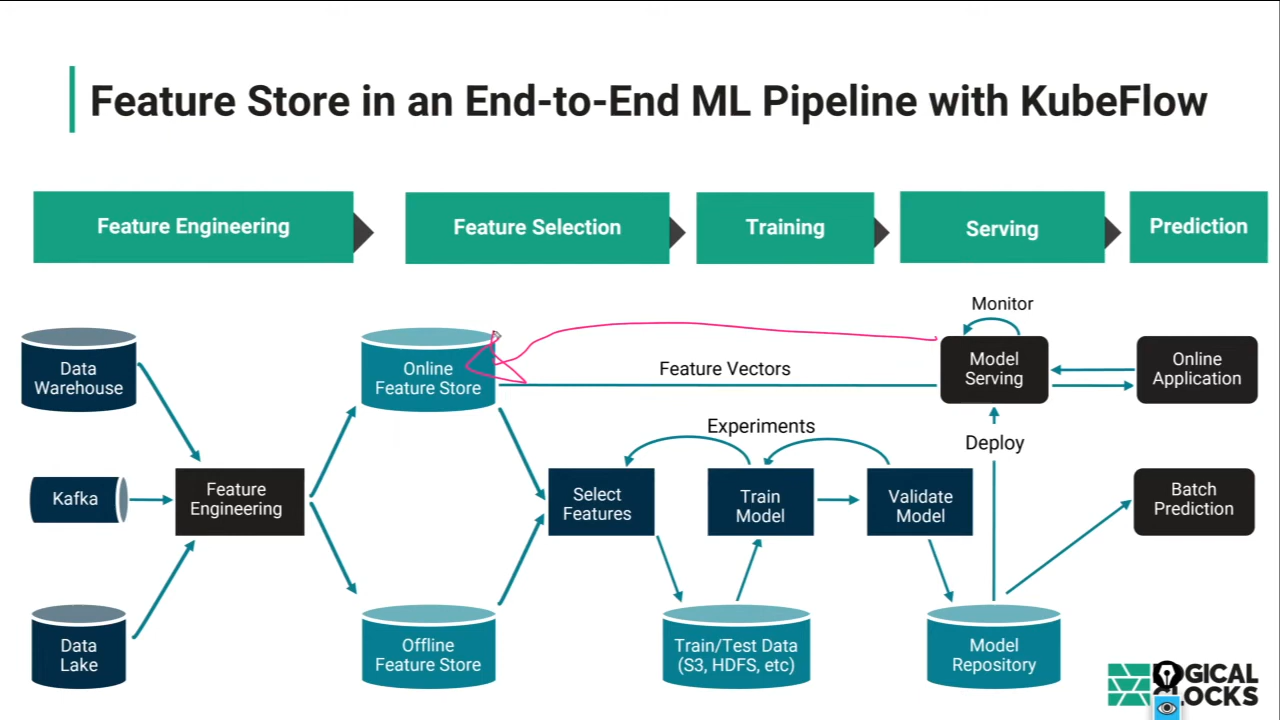 Feature Store in an End-to-End ML Pipeline with KubeFlow
Feature Engineering
Feature Selection
Training
Serving
Prediction
Monitor
Data
Warehouse
Online
Feature Store
Feature Vectors
Model
Serving
Online
Application
Experiments
Deploy
Kafka
Feature
Engineering
Select
Features
Train
Model
Validate
Model
Batch
Prediction
Data
Lake
Offline
Feature Store
Train/Test Data
(S3, HDFS, etc)
Model
Repository